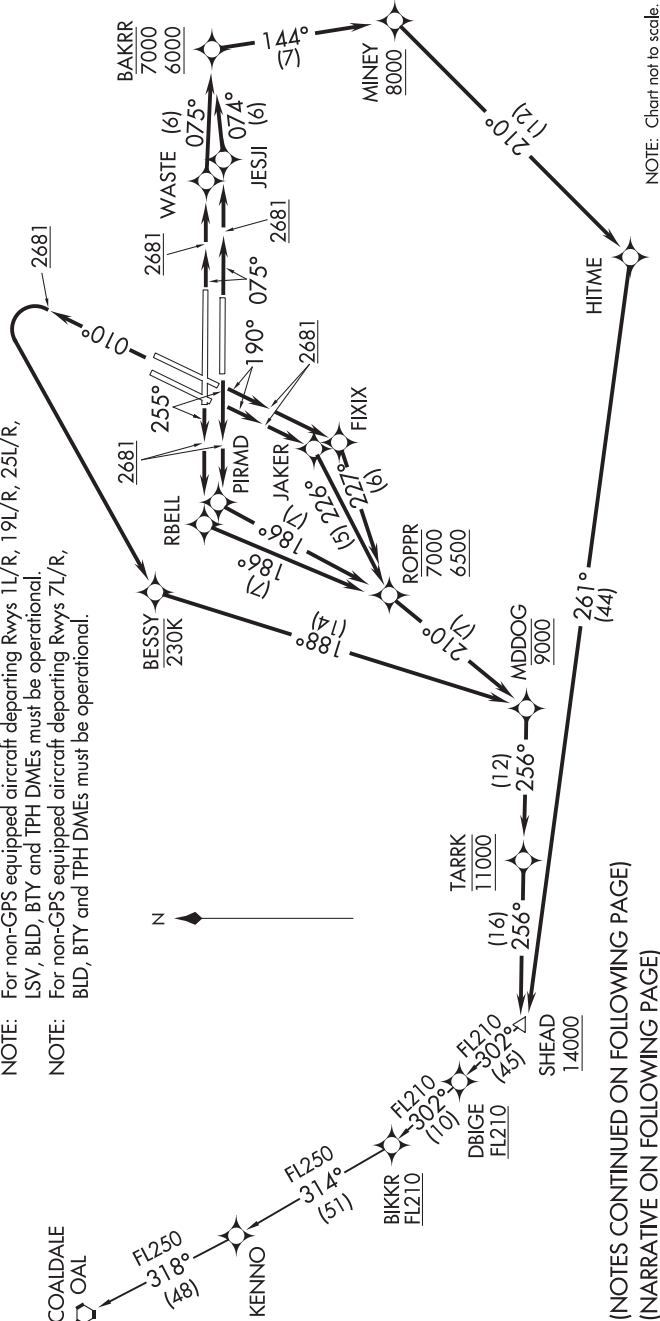 NOTE: For non-GPS equipped aircraft departing Rwys 1L/R, 19L/R, 25L/R,
LSV, BLD, BTY and TPH DMEs must be operational.
NOTE: For non-GPS equipped aircraft departing Rwys 7L/R,
BLD, BTY and TPH DMEs must be operational.
COALDALE
OAL
FL250
318°
(48)
KENNO
FL250
314°
(51)
BIKKR
FL210
FL210
302°
(10)
DBIGE
FL210
FL210
302°
(45)
SHEAD
14000
(16)
256°
TARRK
11000
(12)
256°
MDDOG
9000
N
BESSY
230K
188°
(14)
210°
(7)
ROPPR
7000
6500
RBELL
PIRMD
186°
(7)
186°
(7)
JAKER
FIXIX
(5) 226°
227°
(6)
2681
255°
190°
2681
010°
2681
2681
075°
2681
WASTE
JESJI
(6)
075°
074°
(6)
BAKRR
7000
6000
144°
(7)
MINEY
8000
210°
(12)
HITME
261°
(44)
NOTE: Chart not to scale.
(NOTES CONTINUED ON FOLLOWING PAGE)
(NARRATIVE ON FOLLOWING PAGE)